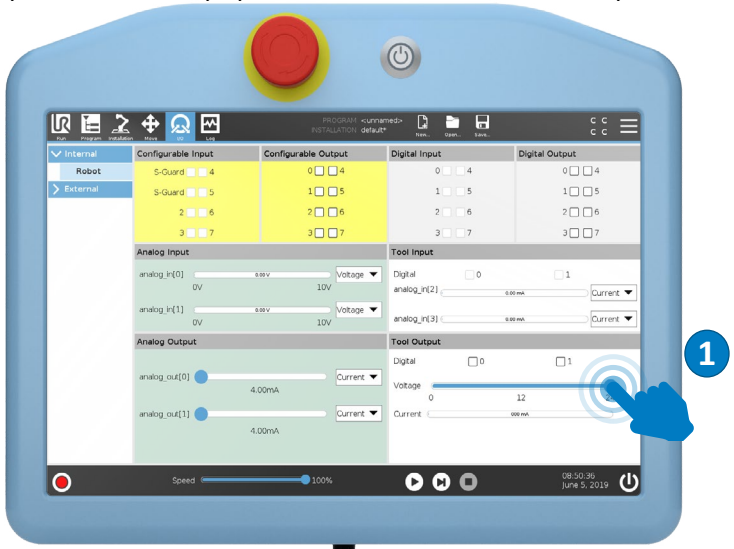 PROGRAM <unnamed>
INSTALLATION default*
Run Program Installation Move I/O Log New... Open... Save...
Internal
Robot
External
Configurable Input
S-Guard 4
S-Guard 5
2 6
3 7
Configurable Output
0 4
1 5
2 6
3 7
Digital Input
0 4
1 5
2 6
3 7
Digital Output
0 4
1 5
2 6
3 7
Analog Input
analog_in[0] 0.00 V Voltage
0V 10V
analog_in[1] 0.00 V Voltage
0V 10V
Tool Input
Digital 0 1
analog_in[2] 0.00 mA Current
analog_in[3] 0.00 mA Current
Analog Output
analog_out[0] Current
4.00mA
analog_out[1] Current
4.00mA
Tool Output
Digital 0 1
Voltage
0 12
Current 000 mA
1
Speed 100%
08:50:36
June 5, 2019